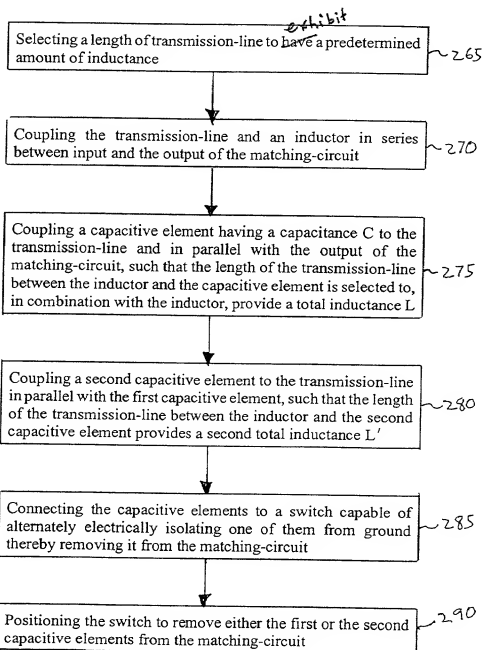 exhibit
Selecting a length of transmission-line to have a predetermined
amount of inductance
265
Coupling the transmission-line and an inductor in series
between input and the output of the matching-circuit
270
Coupling a capacitive element having a capacitance C to the
transmission-line and in parallel with the output of the
matching-circuit, such that the length of the transmission-line
between the inductor and the capacitive element is selected to,
in combination with the inductor, provide a total inductance L
275
Coupling a second capacitive element to the transmission-line
in parallel with the first capacitive element, such that the length
of the transmission-line between the inductor and the second
capacitive element provides a second total inductance L'
280
Connecting the capacitive elements to a switch capable of
alternately electrically isolating one of them from ground
thereby removing it from the matching-circuit
285
Positioning the switch to remove either the first or the second
capacitive elements from the matching-circuit
290